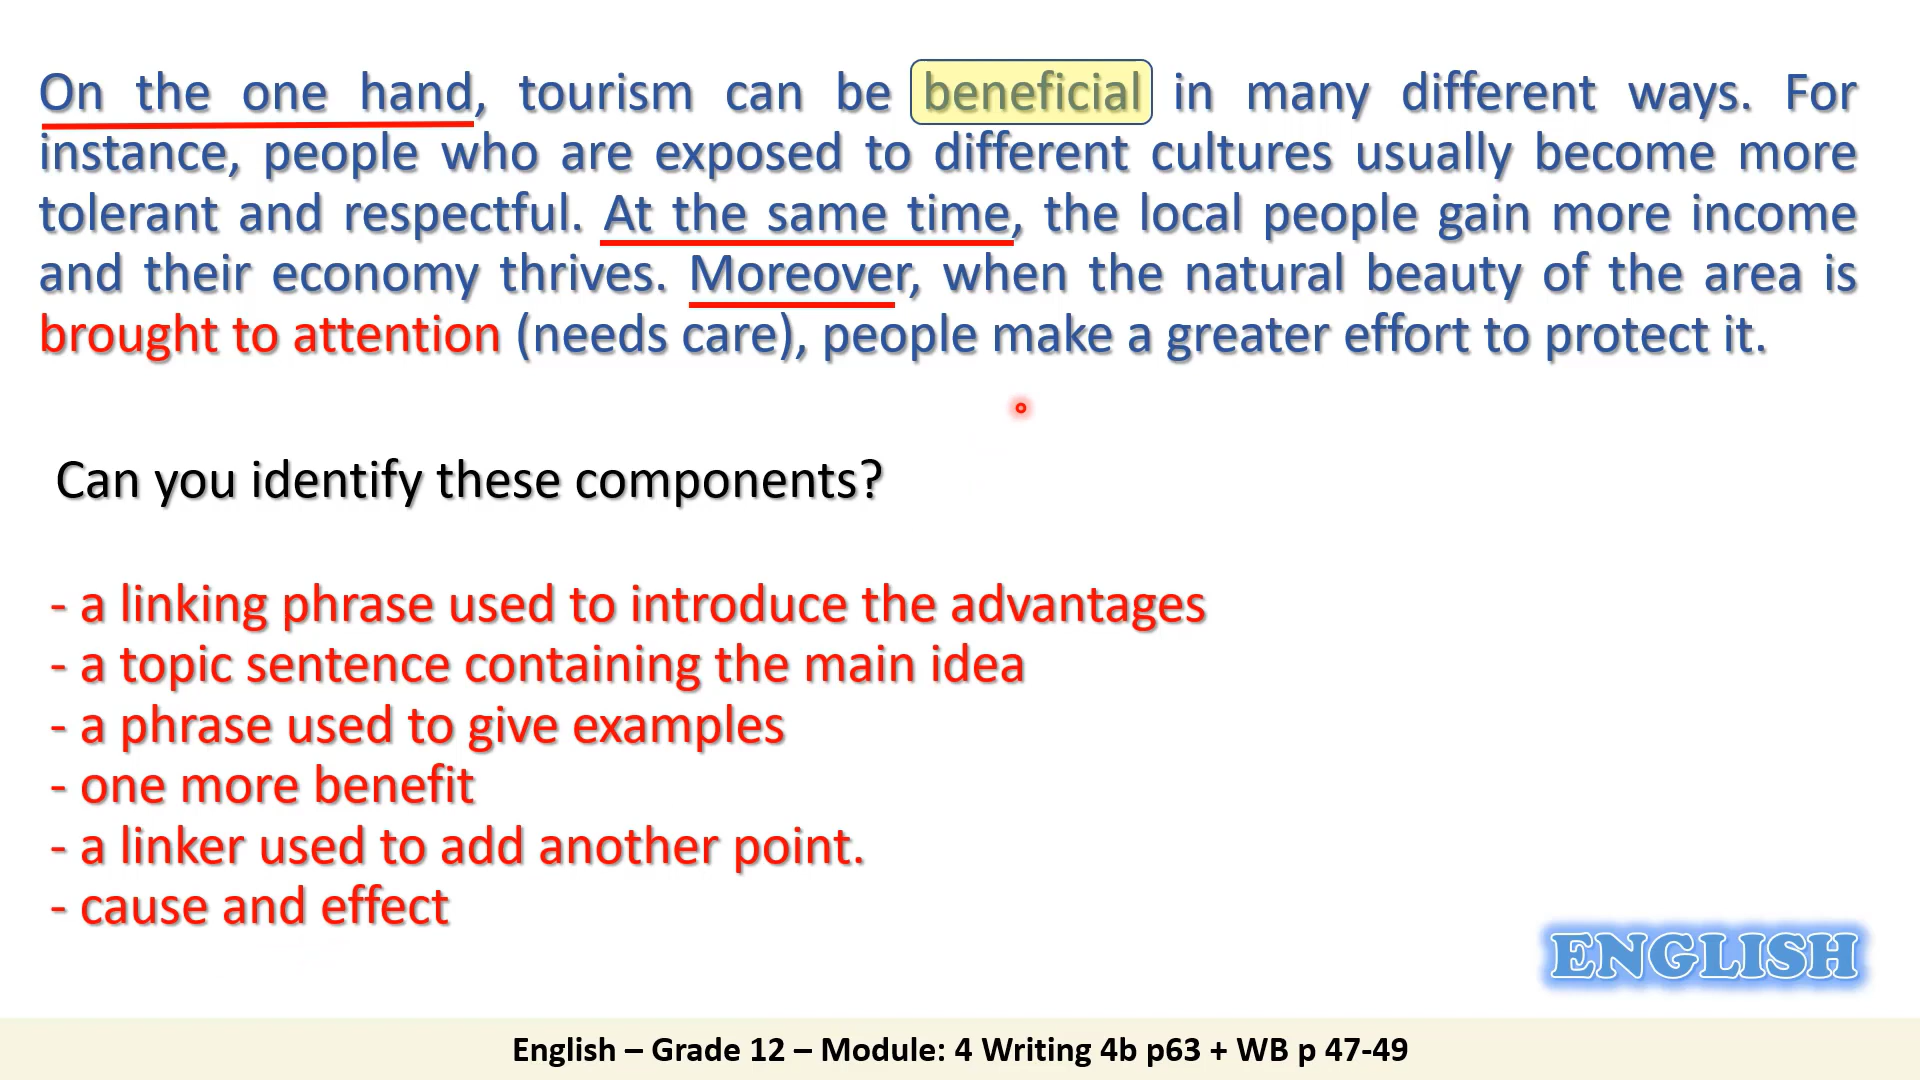 On the one hand, tourism can be beneficial in many different ways. For
instance, people who are exposed to different cultures usually become more
tolerant and respectful. At the same time, the local people gain more income
and their economy thrives. Moreover, when the natural beauty of the area is
brought to attention (needs care), people make a greater effort to protect it.
Can you identify these components?
- a linking phrase used to introduce the advantages
- a topic sentence containing the main idea
- a phrase used to give examples
- one more benefit
- a linker used to add another point.
- cause and effect
ENGLISH
English – Grade 12 – Module: 4 Writing 4b p63 + WB p 47-49